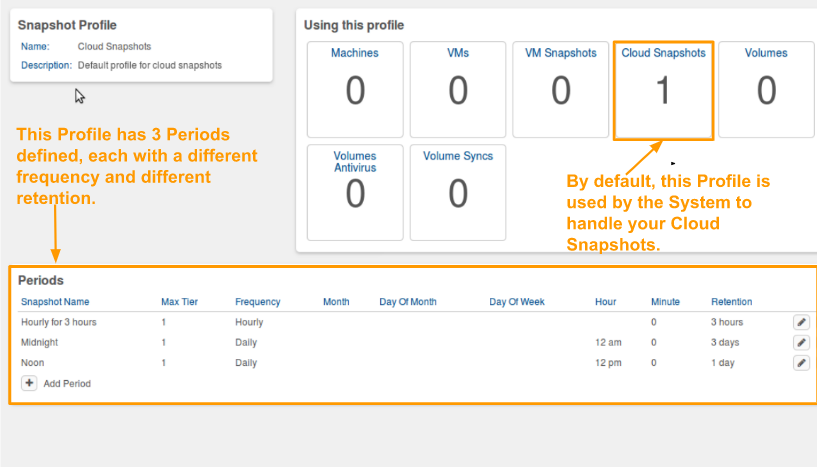 Snapshot Profile
Name: Cloud Snapshots
Description: Default profile for cloud snapshots
This Profile has 3 Periods
defined, each with a different
frequency and different
retention.
Using this profile
Machines
0
VMs
0
VM Snapshots
0
Cloud Snapshots
1
Volumes
0
Volumes
Antivirus
0
Volume Syncs
0
By default, this Profile is
used by the System to
handle your Cloud
Snapshots.
Periods
Snapshot Name Max Tier Frequency Month Day Of Month Day Of Week Hour Minute Retention
Hourly for 3 hours 1 Hourly 0 3 hours
Midnight 1 Daily 12 am 0 3 days
Noon 1 Daily 12 pm 0 1 day
+ Add Period